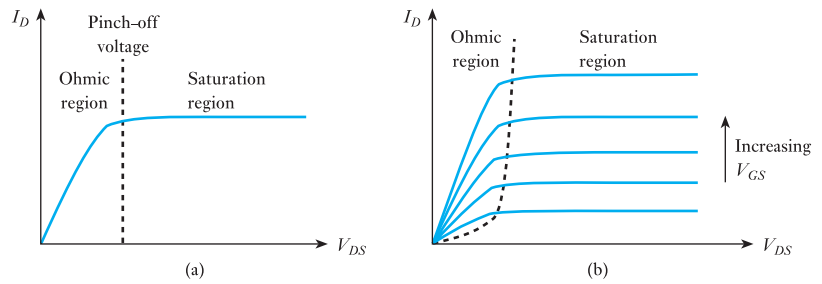 I_D
Pinch–off
voltage
Ohmic
region
Saturation
region
V_DS
(a)
I_D
Ohmic
region
Saturation
region
Increasing
V_GS
V_DS
(b)